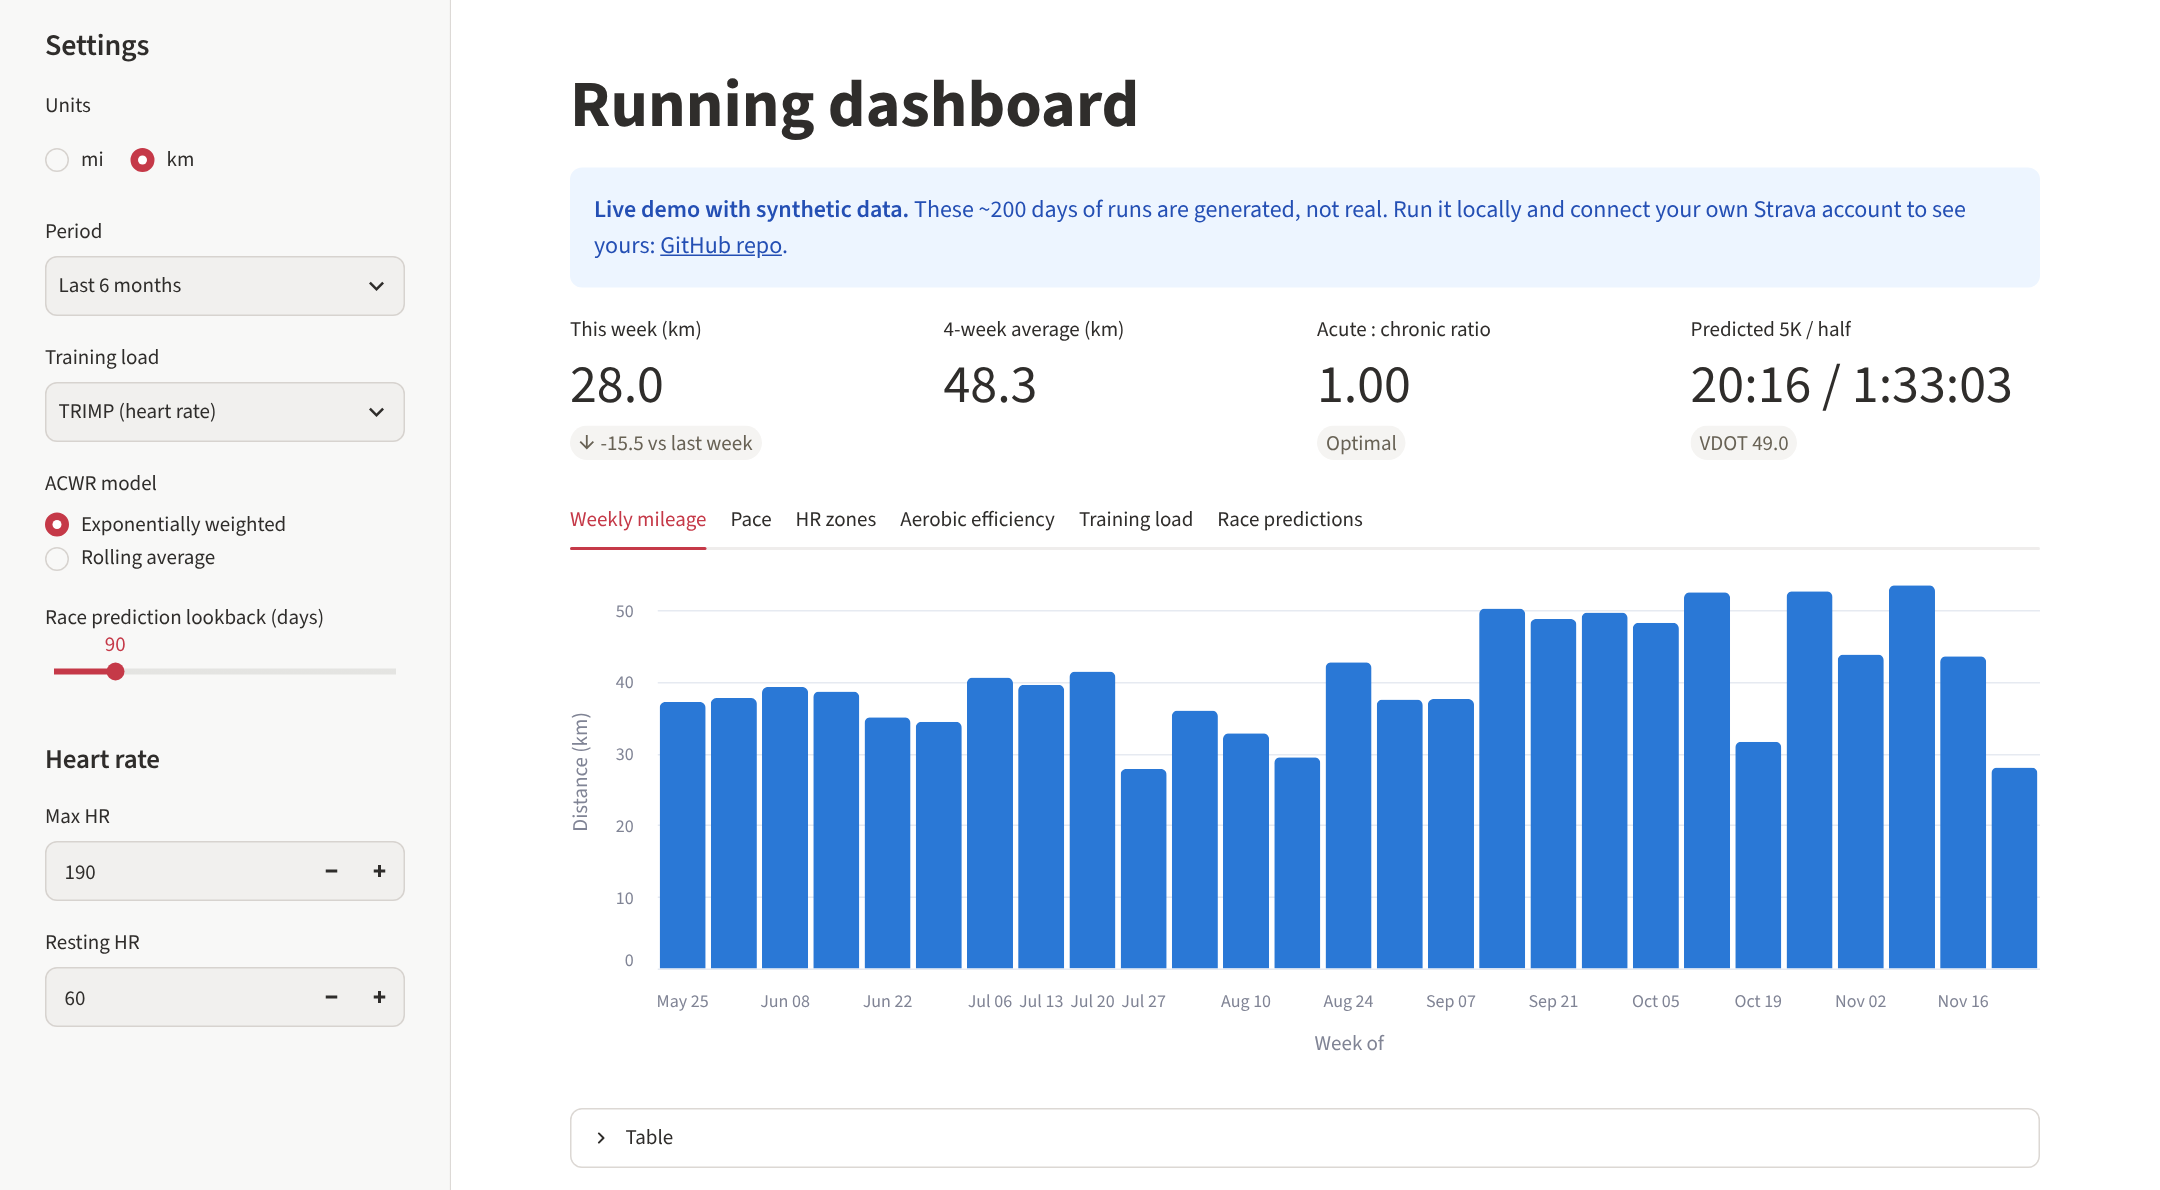 Settings
Units
mi km
Period
Last 6 months
Training load
TRIMP (heart rate)
ACWR model
Exponentially weighted
Rolling average
Race prediction lookback (days)
90
Heart rate
Max HR
190 − +
Resting HR
60 − +
Running dashboard
Live demo with synthetic data. These ~200 days of runs are generated, not real. Run it locally and connect your own Strava account to see
yours: GitHub repo.
This week (km)
28.0
↓ -15.5 vs last week
4-week average (km)
48.3
Acute : chronic ratio
1.00
Optimal
Predicted 5K / half
20:16 / 1:33:03
VDOT 49.0
Weekly mileage Pace HR zones Aerobic efficiency Training load Race predictions
Distance (km)
50
40
30
20
10
0
May 25 Jun 08 Jun 22 Jul 06 Jul 13 Jul 20 Jul 27 Aug 10 Aug 24 Sep 07 Sep 21 Oct 05 Oct 19 Nov 02 Nov 16
Week of
Table